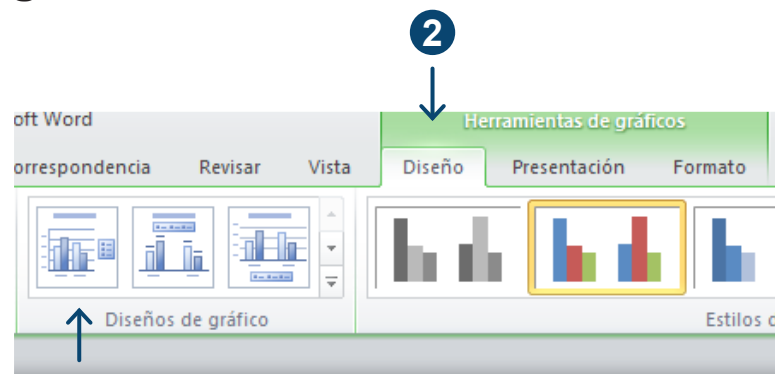 2
oft Word
Herramientas de gráficos
orrespondencia Revisar Vista Diseño Presentación Formato
Diseños de gráfico
Estilos d